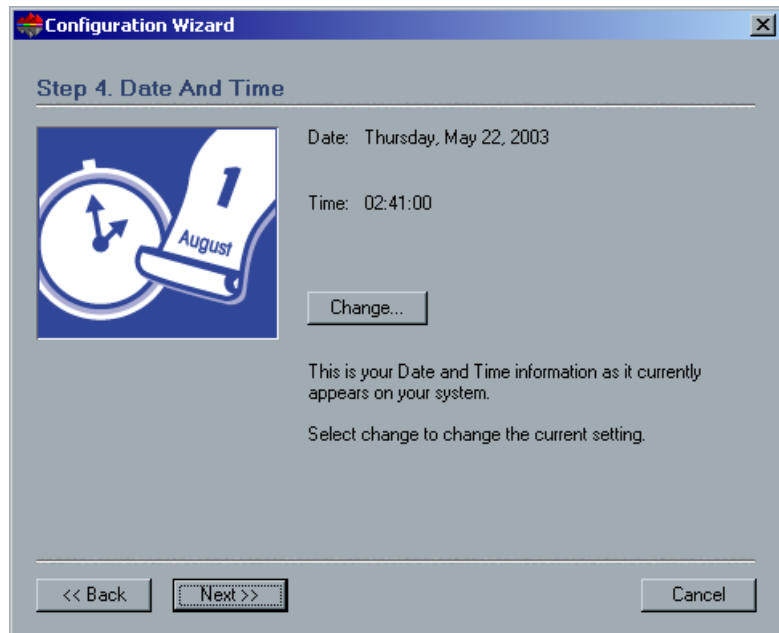 Configuration Wizard
Step 4. Date And Time
1
August
Date: Thursday, May 22, 2003
Time: 02:41:00
Change...
This is your Date and Time information as it currently
appears on your system.
Select change to change the current setting.
<< Back
Next >>
Cancel